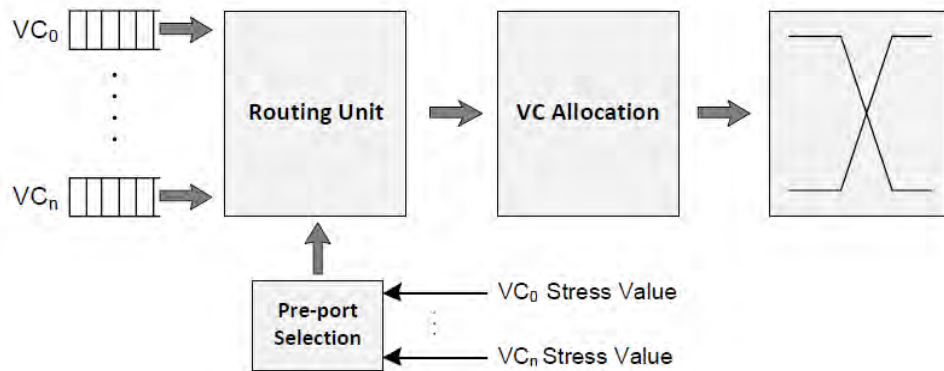 VC0
Routing Unit
VC Allocation
VCn
Pre-port
Selection
VC0 Stress Value
VCn Stress Value